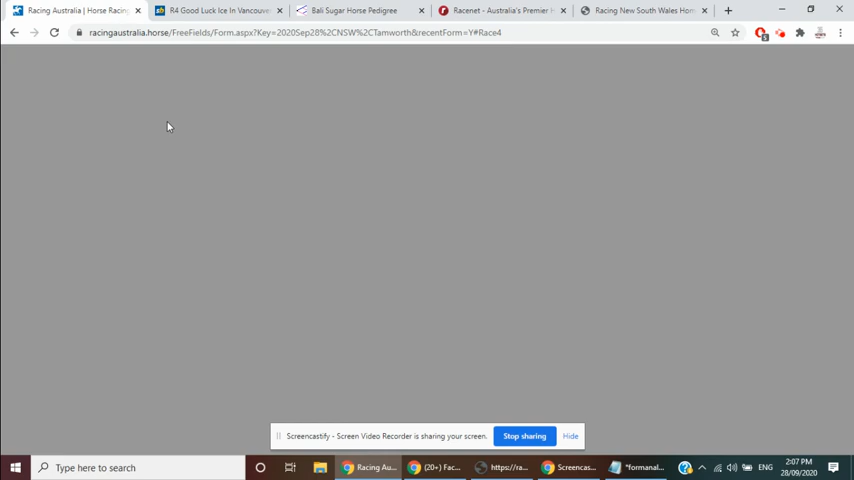 Racing Australia | Horse Racing
R4 Good Luck Ice In Vancouver
Bali Sugar Horse Pedigree
Racenet - Australia's Premier H
Racing New South Wales Hom
racingaustralia.horse/FreeFields/Form.aspx?Key=2020Sep28%2CNSW%2CTamworth&recentForm=Y#Race4
Screencastify - Screen Video Recorder is sharing your screen. Stop sharing Hide
Type here to search
Racing Au...
(20+) Fac...
https://ra...
Screencas...
*formanal...
ENG
2:07 PM
28/09/2020